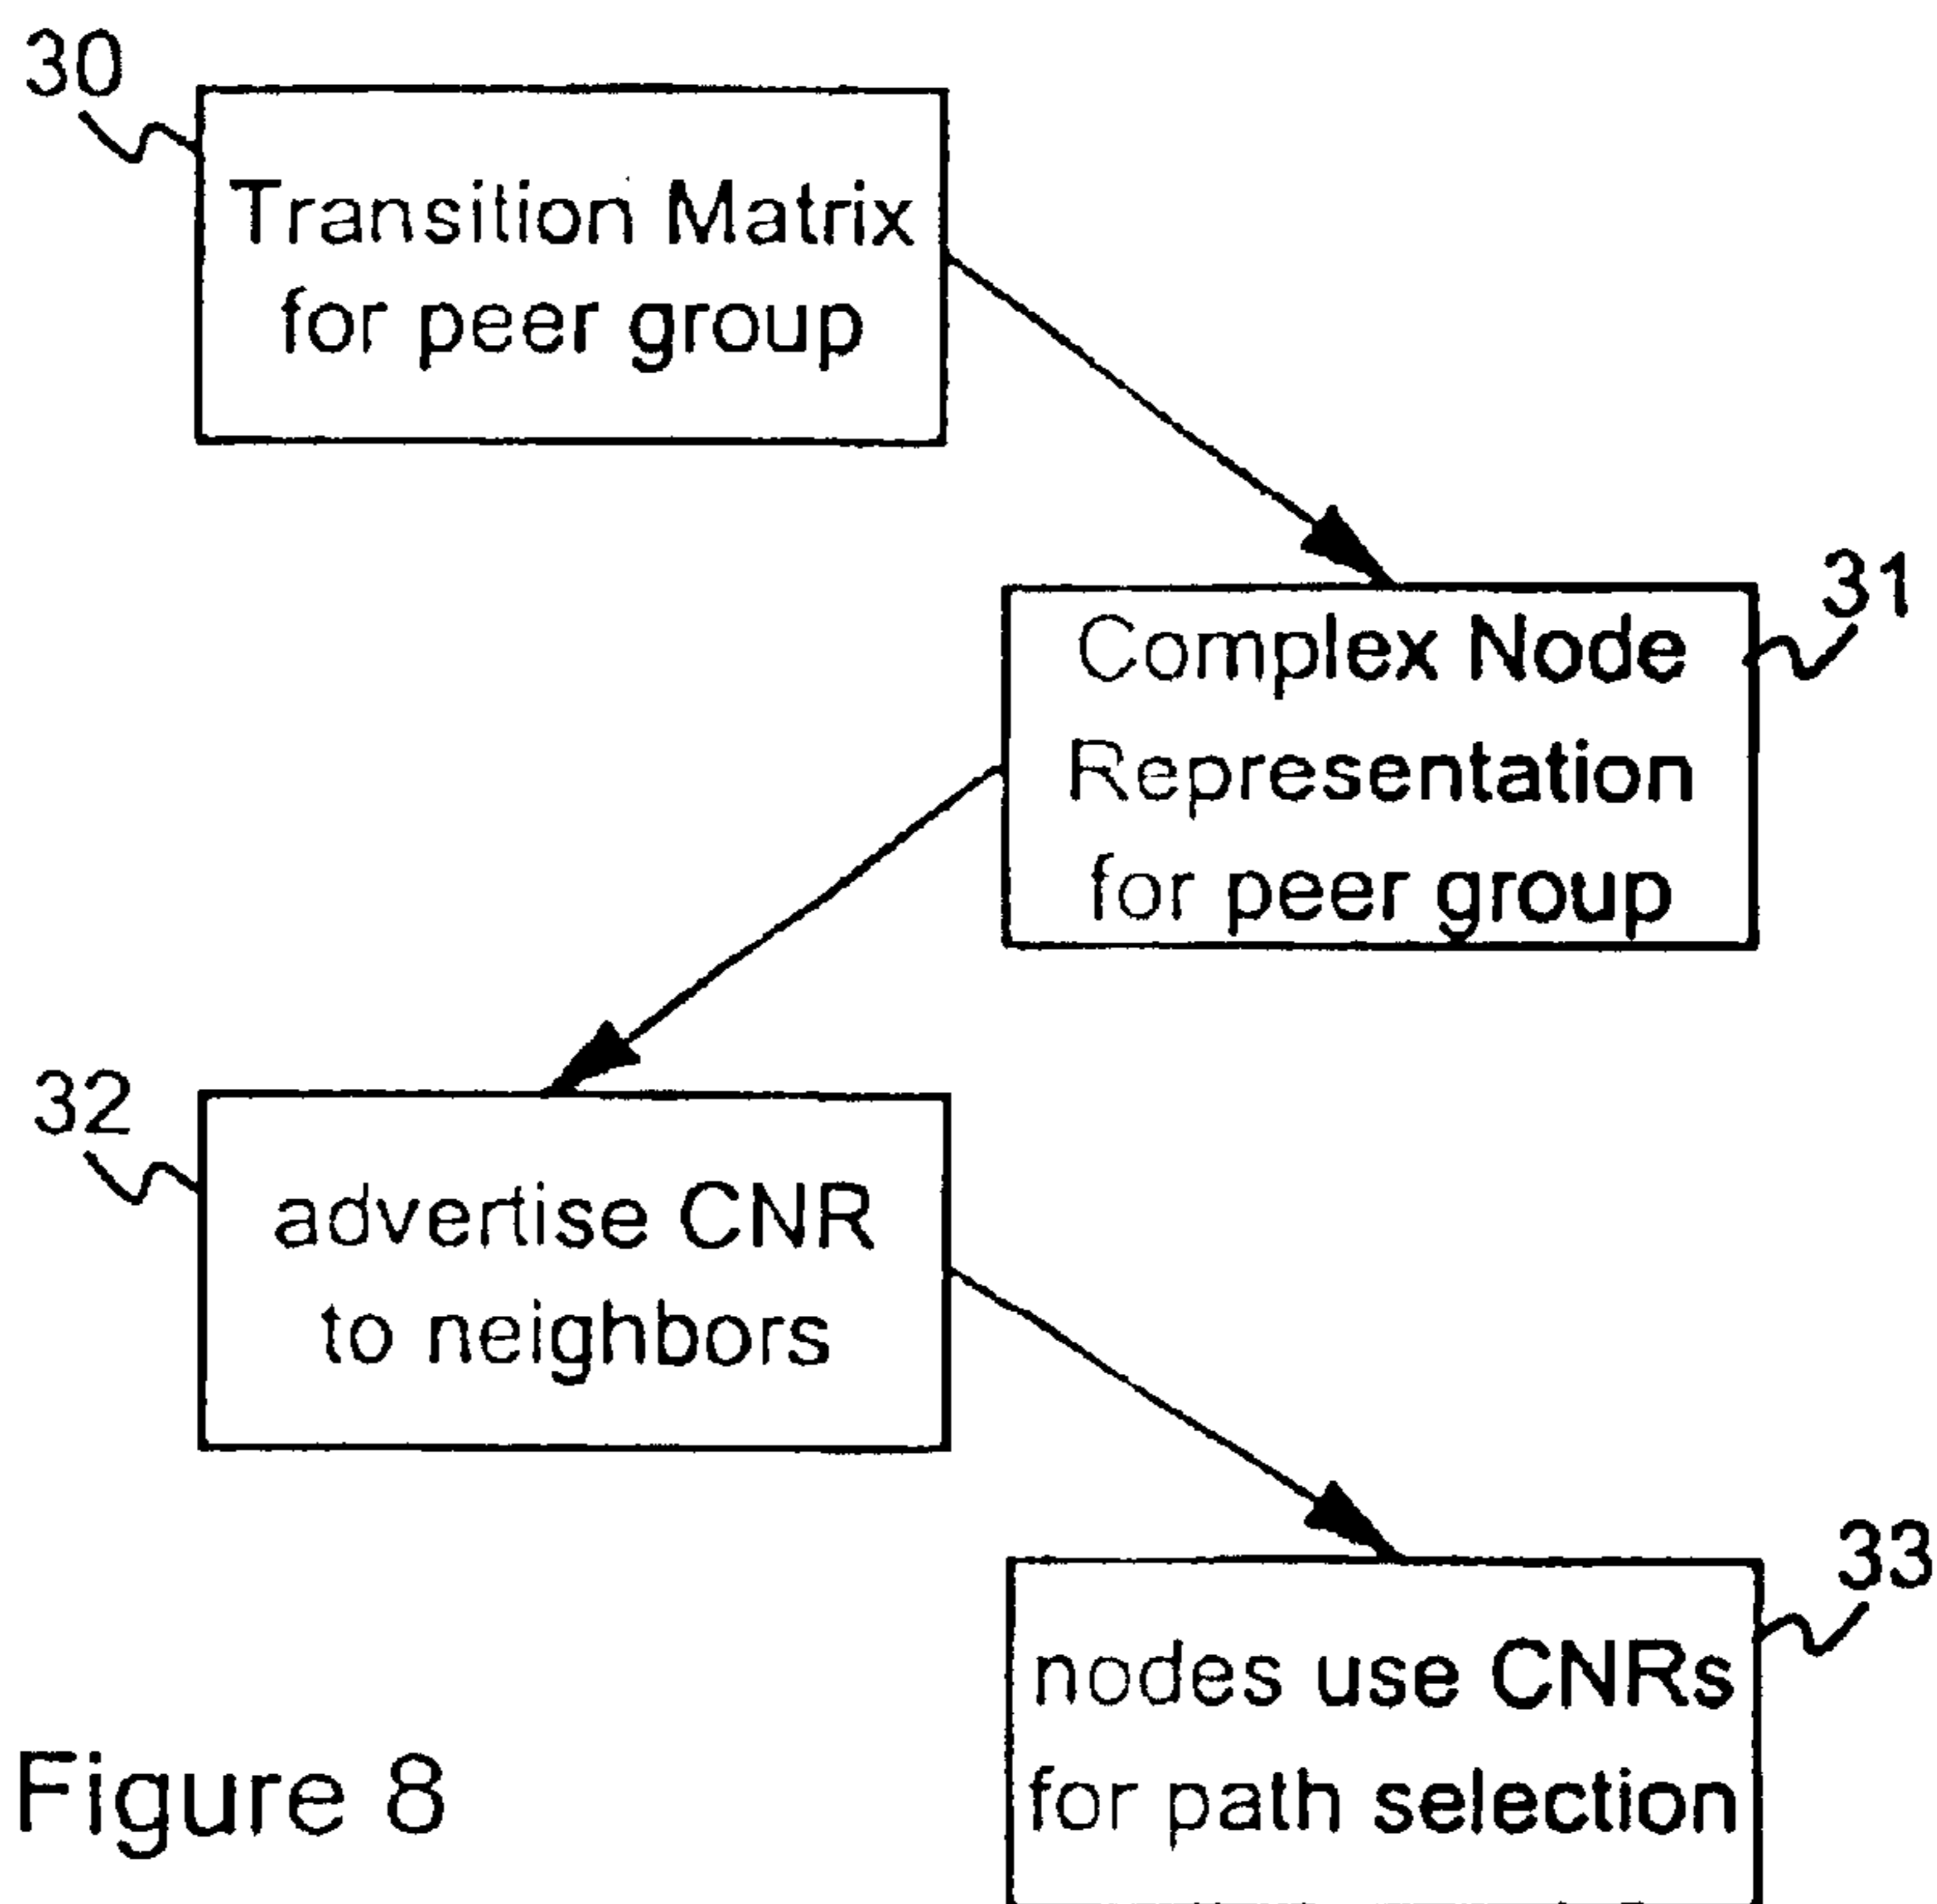 30
Transition Matrix
for peer group
31
Complex Node
Representation
for peer group
32
advertise CNR
to neighbors
33
nodes use CNRs
for path selection
Figure 8